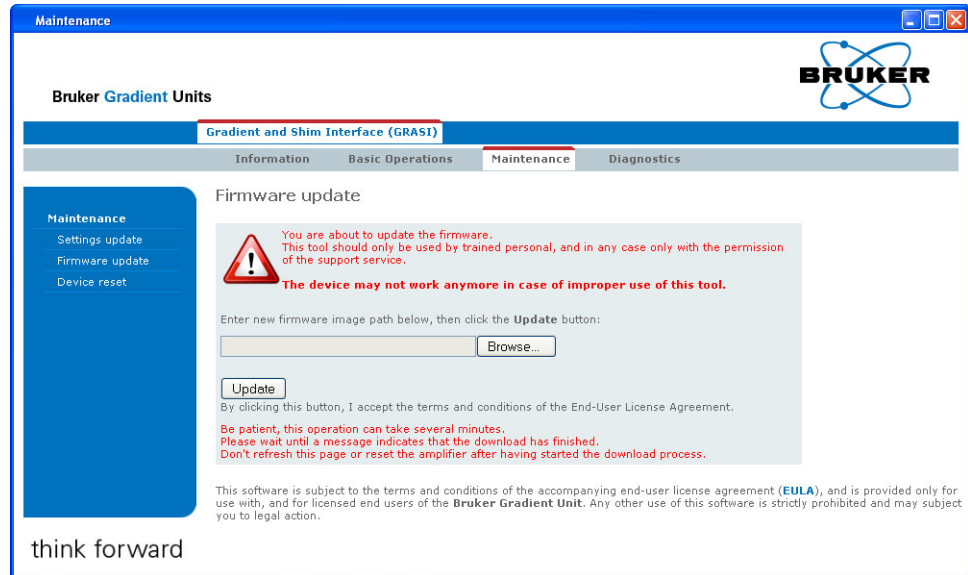 Maintenance
BRUKER
Bruker Gradient Units
Gradient and Shim Interface (GRASI)
Information Basic Operations Maintenance Diagnostics
Maintenance
Settings update
Firmware update
Device reset
Firmware update
You are about to update the firmware.
This tool should only be used by trained personal, and in any case only with the permission
of the support service.
The device may not work anymore in case of improper use of this tool.
Enter new firmware image path below, then click the Update button:
Browse...
Update
By clicking this button, I accept the terms and conditions of the End-User License Agreement.
Be patient, this operation can take several minutes.
Please wait until a message indicates that the download has finished.
Don't refresh this page or reset the amplifier after having started the download process.
This software is subject to the terms and conditions of the accompanying end-user license agreement (EULA), and is provided only for
use with, and for licensed end users of the Bruker Gradient Unit. Any other use of this software is strictly prohibited and may subject
you to legal action.
think forward